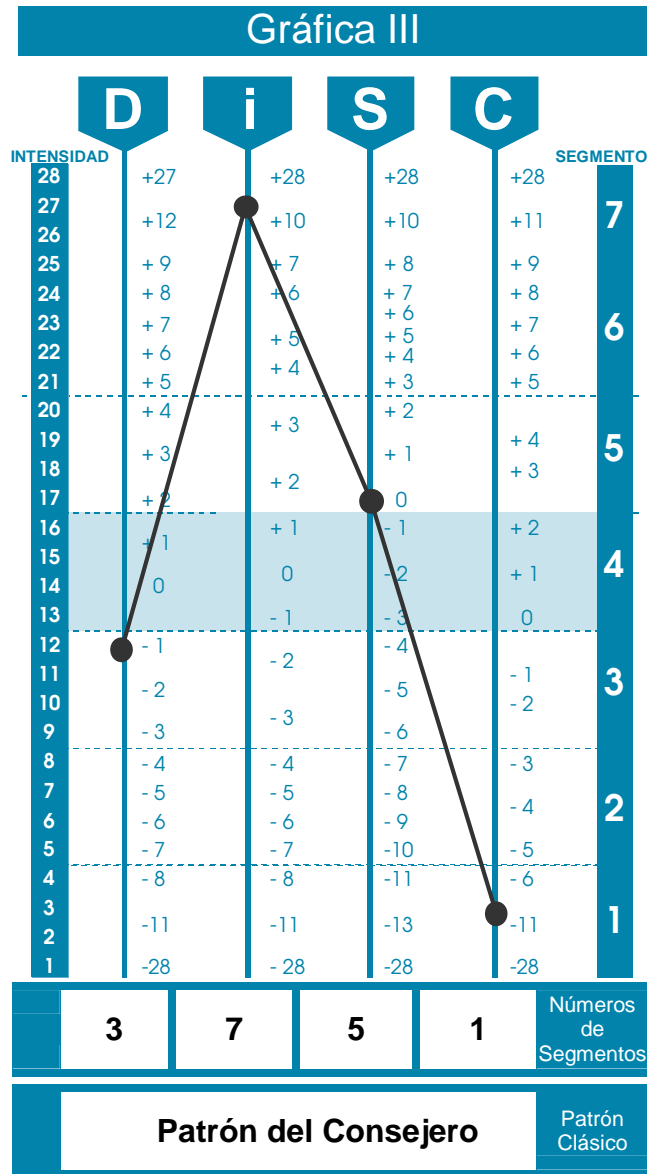 Gráfica III
D i S C
INTENSIDAD SEGMENTO
28 +27 +28 +28 +28
27 7
+12 +10 +10 +11
26
25 + 9 + 7 + 8 + 9
24 + 8 + 6 + 7 + 8
+ 6
23 + 7 + 5 + 5 + 7 6
22 + 6 + 4 + 4 + 6
21 + 5 + 3 + 5
20 + 4 + 3 + 2
19 + 4 5
18 + 3 + 1 + 3
+ 2
17 + 2 0
16 + 1 - 1 + 2
15 + 1 4
14 0 0 - 2 + 1
13 - 1 - 3 0
12 - 1 - 2 - 4
11 - 1 3
10 - 2 - 5 - 2
- 3
9 - 3 - 6
8 - 4 - 4 - 7 - 3
7 - 5 - 5 - 8 - 4 2
6 - 6 - 6 - 9
5 - 7 - 7 -10 - 5
4 - 8 - 8 -11 - 6
3
-11 -11 -13 -11 1
2
1 -28 - 28 -28 -28
3 7 5 1
Números
de
Segmentos
Patrón del Consejero
Patrón
Clásico